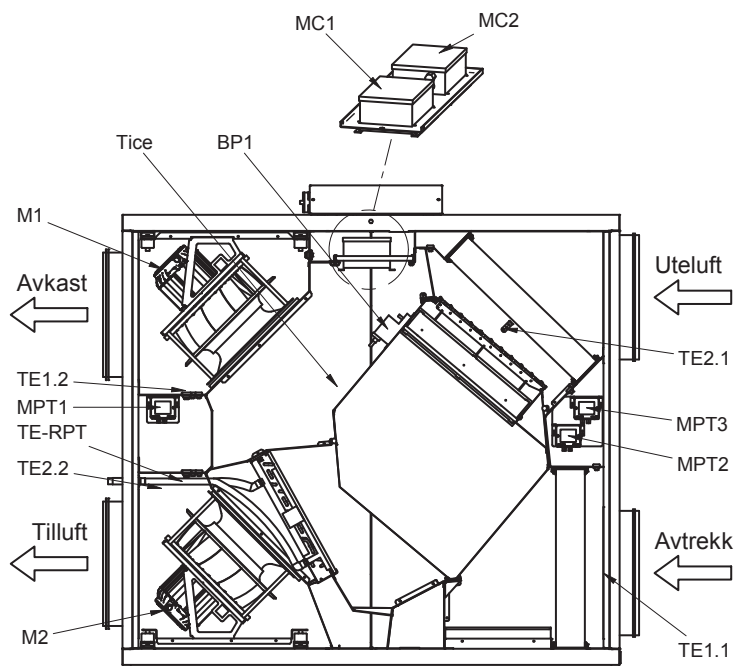 MC1
MC2
Tice
BP1
M1
Avkast
Uteluft
TE1.2
TE2.1
MPT1
MPT3
TE-RPT
MPT2
TE2.2
Tilluft
Avtrekk
M2
TE1.1